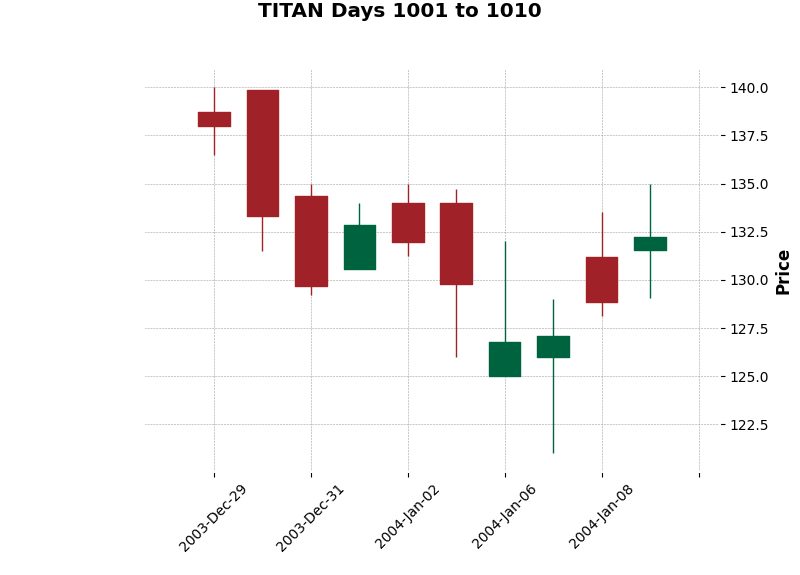 TITAN Days 1001 to 1010
140.0
137.5
135.0
132.5
130.0
127.5
125.0
122.5
Price
2003-Dec-29
2003-Dec-31
2004-Jan-02
2004-Jan-06
2004-Jan-08